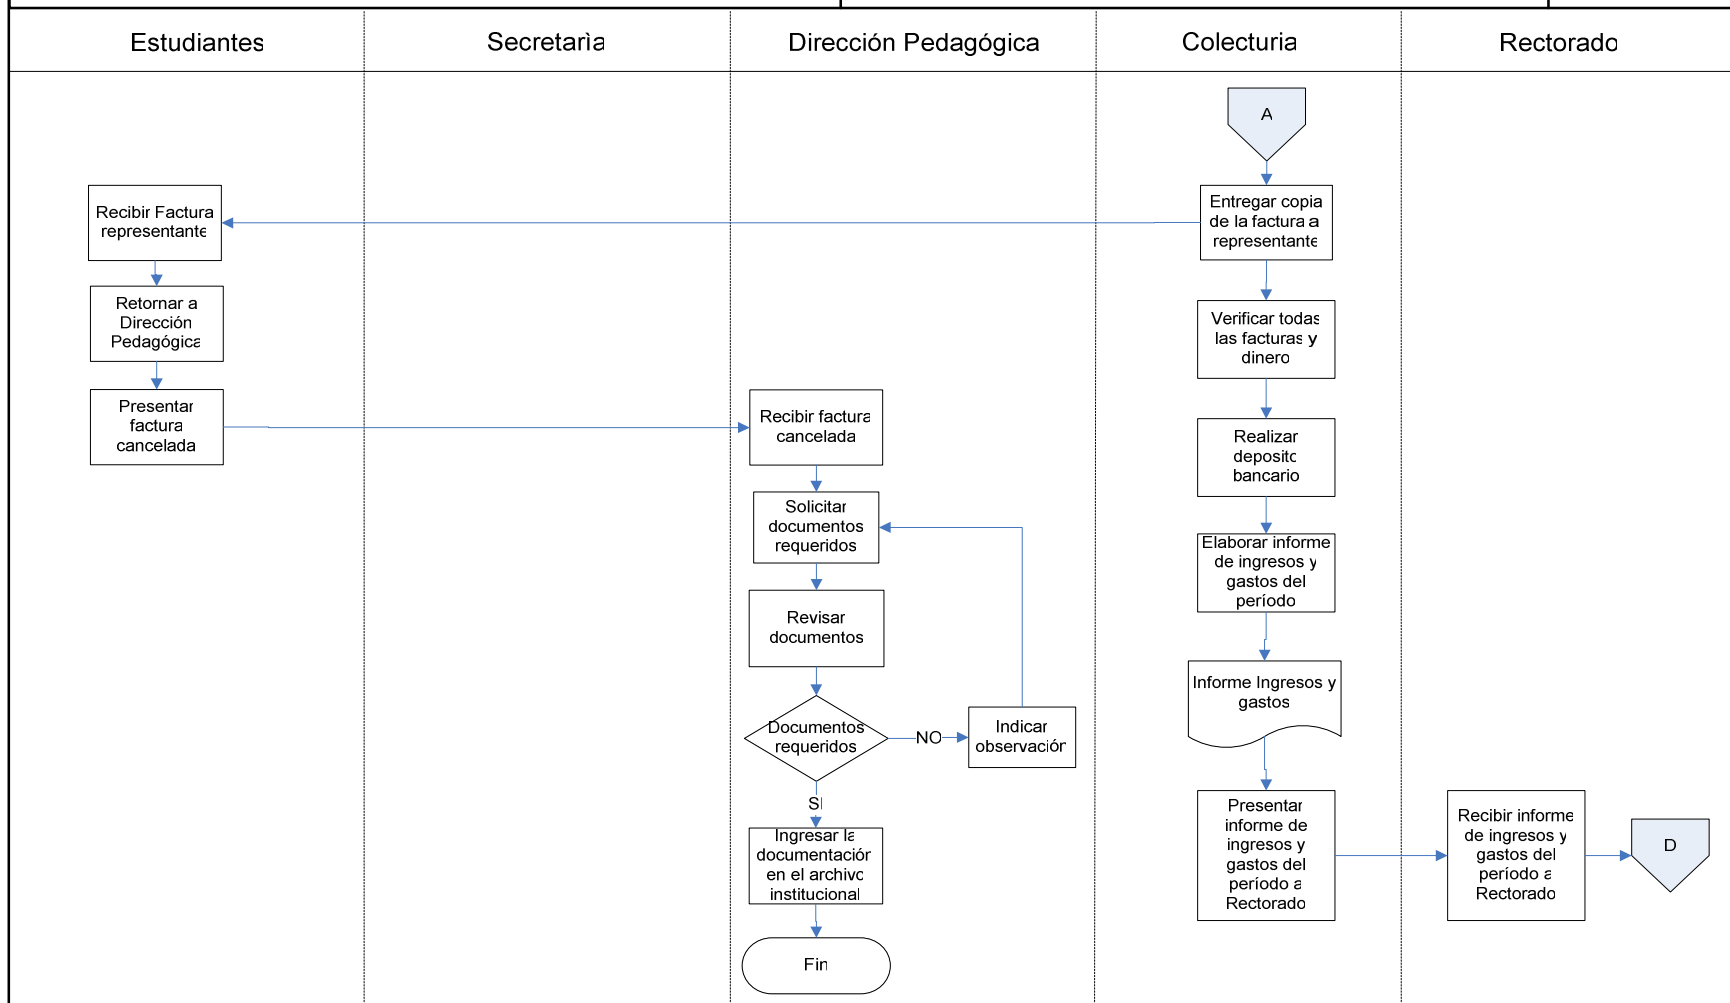 Estudiantes
Secretarìa
Dirección Pedagógica
Colecturia
Rectorado
A
Recibir Factura
representante
Entregar copia
de la factura a
representante
Retornar a
Dirección
Pedagógica
Verificar todas
las facturas y
dinero
Presentar
factura
cancelada
Recibir factura
cancelada
Realizar
deposito
bancario
Solicitar
documentos
requeridos
Elaborar informe
de ingresos y
gastos del
período
Revisar
documentos
Informe Ingresos y
gastos
Documentos
requeridos
NO
Indicar
observación
SI
Ingresar la
documentación
en el archivo
institucional
Presentar
informe de
ingresos y
gastos del
período a
Rectorado
Recibir informe
de ingresos y
gastos del
período a
Rectorado
D
Fin